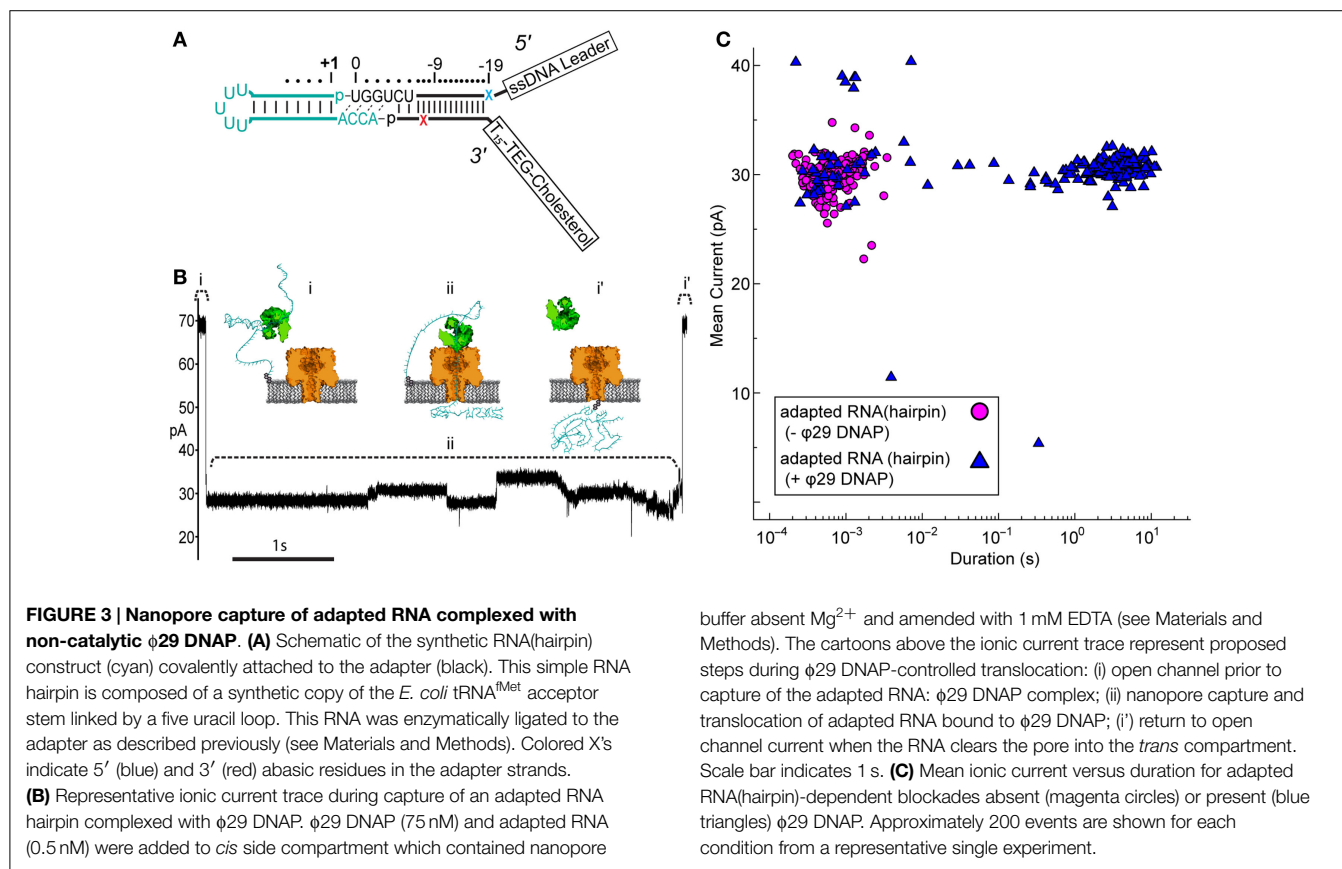 A
5′
+1 0 -9 -19
ssDNA Leader
UU
U
UU
p-UGGUCU
X
ACCA-p
X
3′
T15-TEG-Cholesterol
B
i
i
ii
i'
i'
70
60
50
pA
40
30
20
ii
1s
C
40
30
20
10
Mean Current (pA)
adapted RNA(hairpin)
(- φ29 DNAP)
adapted RNA (hairpin)
(+ φ29 DNAP)
10⁻⁴ 10⁻³ 10⁻² 10⁻¹ 10⁰ 10¹
Duration (s)
FIGURE 3 | Nanopore capture of adapted RNA complexed with
non-catalytic ϕ29 DNAP. (A) Schematic of the synthetic RNA(hairpin)
construct (cyan) covalently attached to the adapter (black). This simple RNA
hairpin is composed of a synthetic copy of the E. coli tRNAfMet acceptor
stem linked by a five uracil loop. This RNA was enzymatically ligated to the
adapter as described previously (see Materials and Methods). Colored X's
indicate 5′ (blue) and 3′ (red) abasic residues in the adapter strands.
(B) Representative ionic current trace during capture of an adapted RNA
hairpin complexed with ϕ29 DNAP. ϕ29 DNAP (75 nM) and adapted RNA
(0.5 nM) were added to cis side compartment which contained nanopore
buffer absent Mg2+ and amended with 1 mM EDTA (see Materials and
Methods). The cartoons above the ionic current trace represent proposed
steps during ϕ29 DNAP-controlled translocation: (i) open channel prior to
capture of the adapted RNA: ϕ29 DNAP complex; (ii) nanopore capture and
translocation of adapted RNA bound to ϕ29 DNAP; (i') return to open
channel current when the RNA clears the pore into the trans compartment.
Scale bar indicates 1 s. (C) Mean ionic current versus duration for adapted
RNA(hairpin)-dependent blockades absent (magenta circles) or present (blue
triangles) ϕ29 DNAP. Approximately 200 events are shown for each
condition from a representative single experiment.